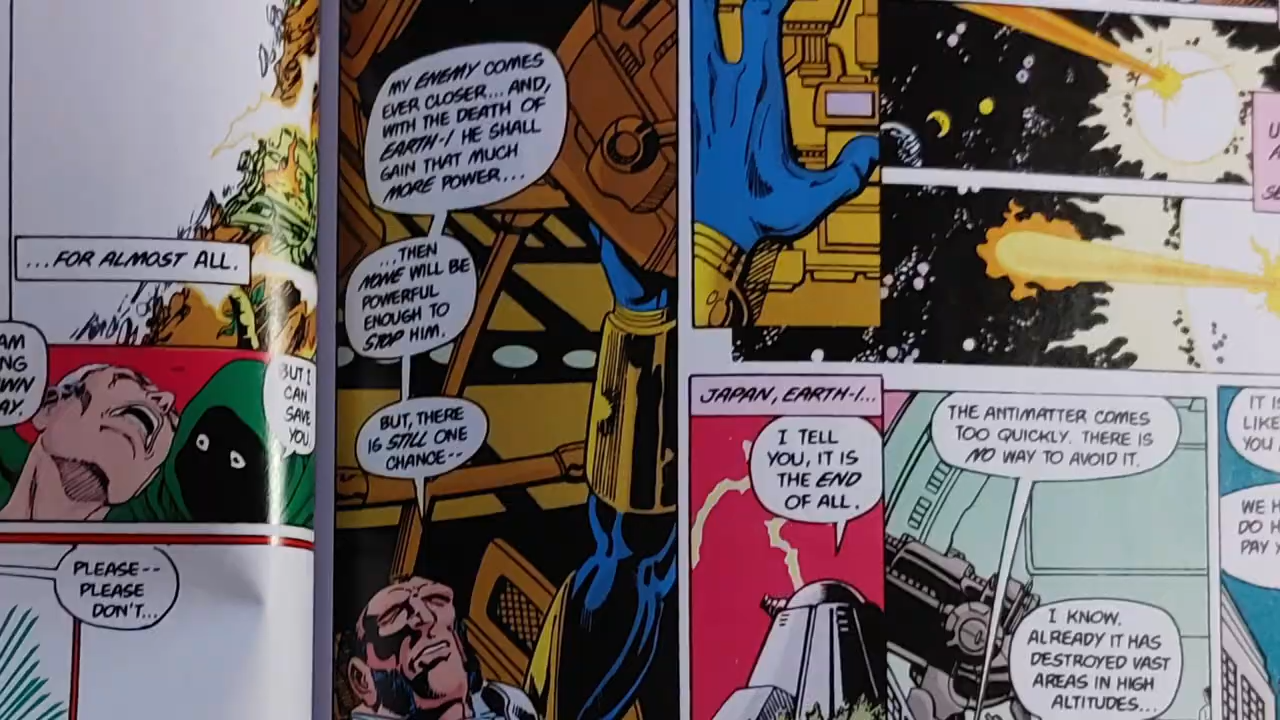 ...FOR ALMOST ALL.
AM
NG
WN
AY.
BUT I
CAN
SAVE
YOU.
PLEASE--
PLEASE
DON'T...
MY ENEMY COMES
EVER CLOSER... AND,
WITH THE DEATH OF
EARTH-1 HE SHALL
GAIN THAT MUCH
MORE POWER...
...THEN
NONE WILL BE
POWERFUL
ENOUGH TO
STOP HIM.
BUT, THERE
IS STILL ONE
CHANCE--
JAPAN, EARTH-1...
I TELL
YOU, IT IS
THE END
OF ALL.
THE ANTIMATTER COMES
TOO QUICKLY. THERE IS
NO WAY TO AVOID IT.
I KNOW.
ALREADY IT HAS
DESTROYED VAST
AREAS IN HIGH
ALTITUDES...
IT IS
LIKE
YOU
WE H
DO H
PAY Y